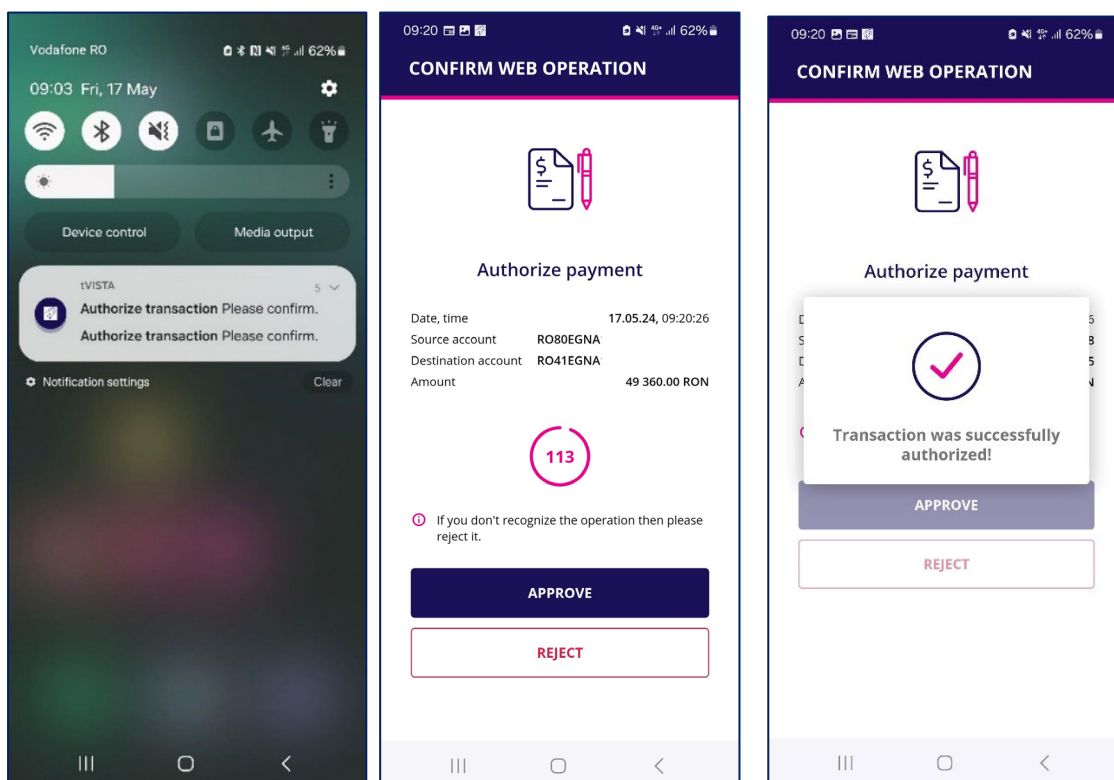 Vodafone RO 62%
09:03 Fri, 17 May
Device control Media output
tVISTA 5
Authorize transaction Please confirm.
Authorize transaction Please confirm.
Notification settings Clear
09:20 62%
CONFIRM WEB OPERATION
$
Authorize payment
Date, time 17.05.24, 09:20:26
Source account RO80EGNA
Destination account RO41EGNA
Amount 49 360.00 RON
113
If you don't recognize the operation then please
reject it.
APPROVE
REJECT
09:20 62%
CONFIRM WEB OPERATION
$
Authorize payment
Transaction was successfully
authorized!
APPROVE
REJECT